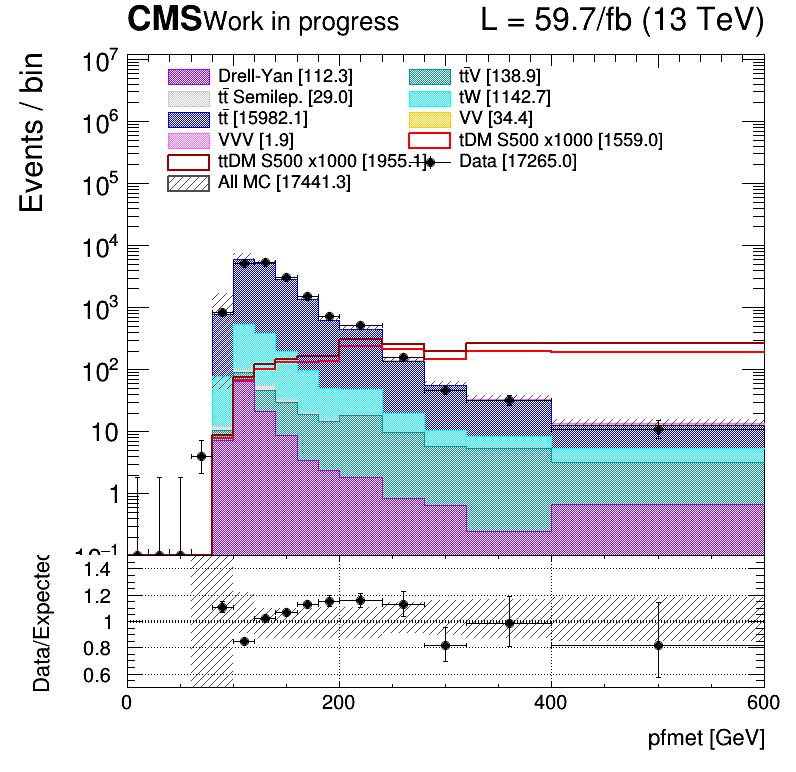 CMS Work in progress L = 59.7/fb (13 TeV)
Events / bin
10⁷
10⁶
10⁵
10⁴
10³
10²
10
1
10⁻¹
Drell-Yan [112.3] tt̄V [138.9]
tt̄ Semilep. [29.0] tW [1142.7]
tt̄ [15982.1] VV [34.4]
VVV [1.9] tDM S500 x1000 [1559.0]
ttDM S500 x1000 [1955.1] Data [17265.0]
All MC [17441.3]
Data/Expected
1.4
1.2
1
0.8
0.6
0 200 400 600
pfmet [GeV]